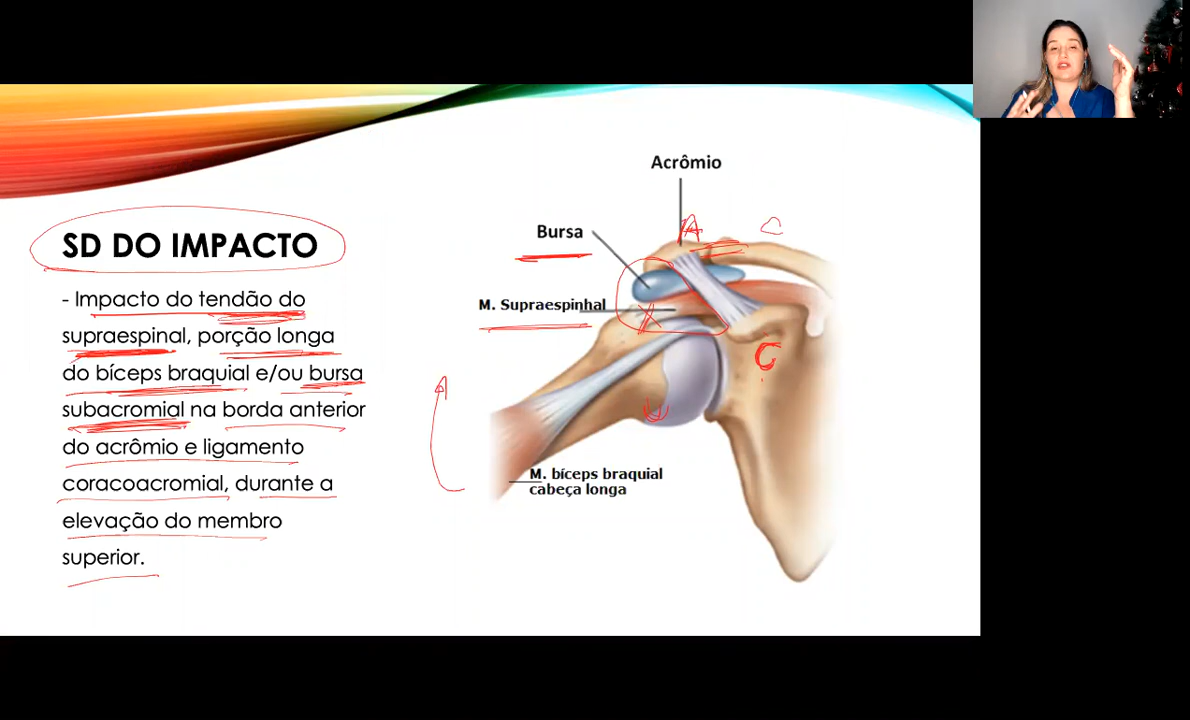 SD DO IMPACTO
- Impacto do tendão do
supraespinal, porção longa
do bíceps braquial e/ou bursa
subacromial na borda anterior
do acrômio e ligamento
coracoacromial, durante a
elevação do membro
superior.
Acrômio
A C
Bursa
M. Supraespinhal
X
C
U
M. bíceps braquial
cabeça longa